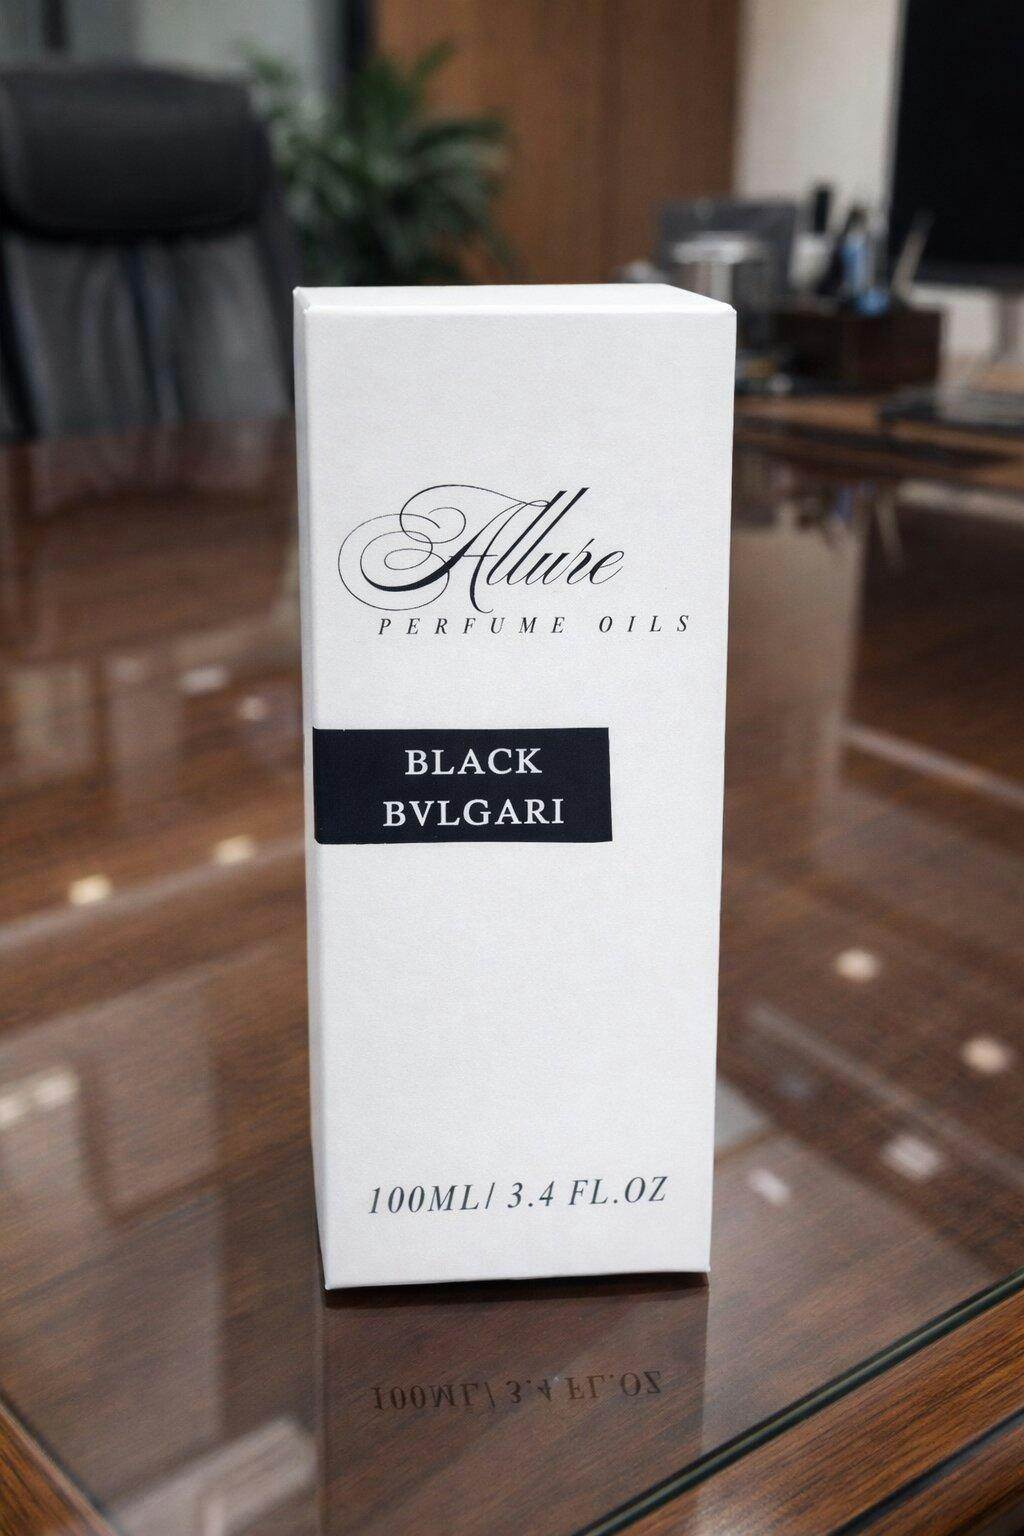 Allure
PERFUME OILS
BLACK
BVLGARI
100ML/ 3.4 FL.OZ